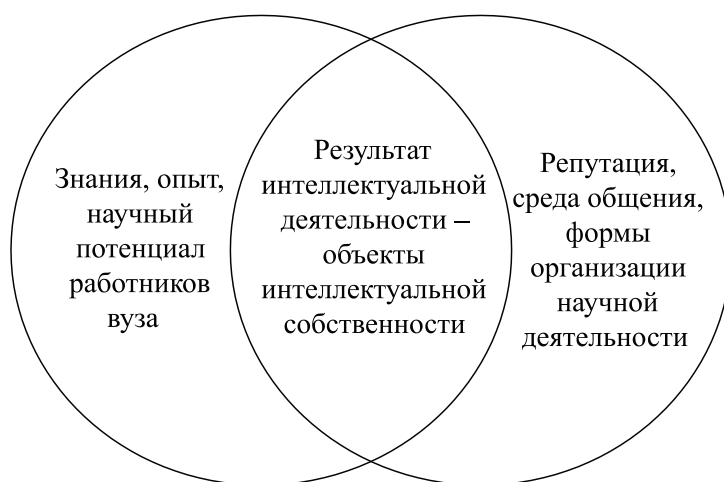 Знания, опыт,
научный
потенциал
работников
вуза
Результат
интеллектуальной
деятельности –
объекты
интеллектуальной
собственности
Репутация,
среда общения,
формы
организации
научной
деятельности